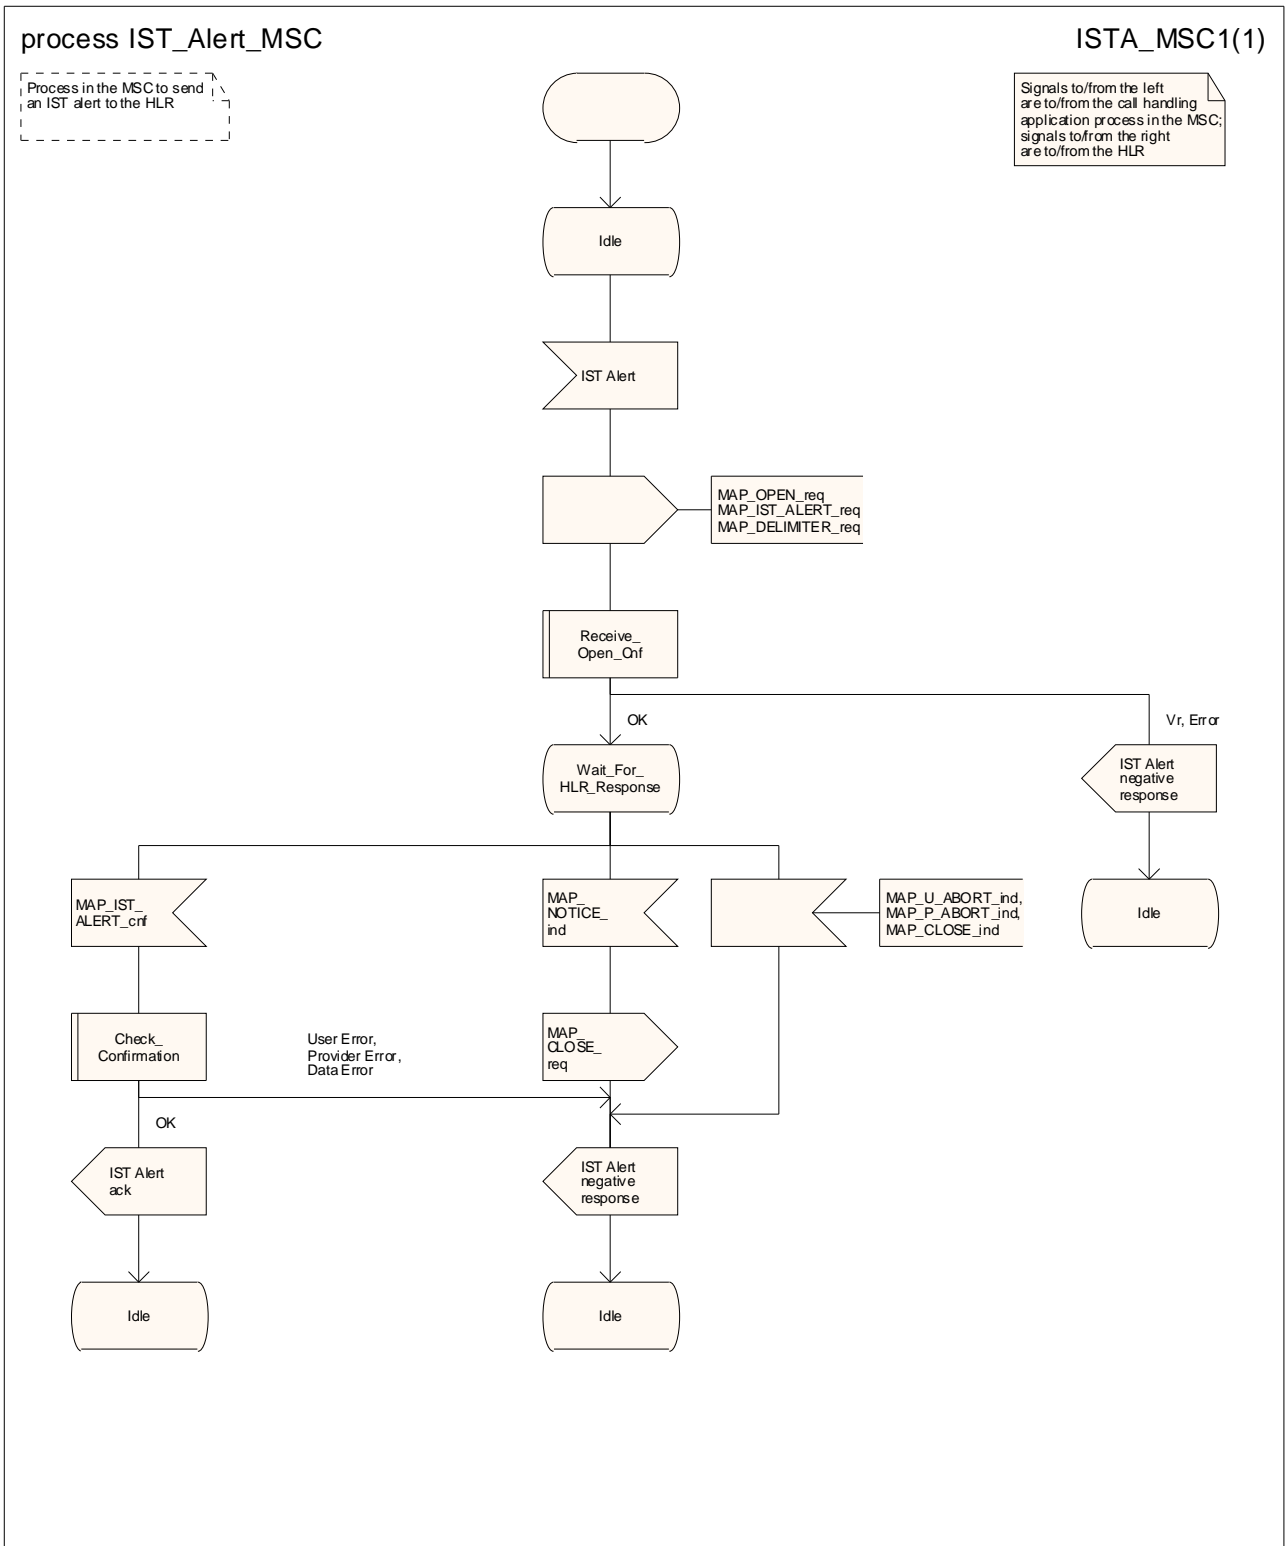 process IST_Alert_MSC
ISTA_MSC1(1)
Process in the MSC to send
an IST alert to the HLR
Signals to/from the left
are to/from the call handling
application process in the MSC;
signals to/from the right
are to/from the HLR
Idle
IST Alert
MAP_OPEN_req
MAP_IST_ALERT_req
MAP_DELIMITER_req
Receive_
Open_Cnf
OK
Vr, Error
Wait_For_
HLR_Response
IST Alert
negative
response
MAP_IST_
ALERT_cnf
MAP_
NOTICE_
ind
MAP_U_ABORT_ind,
MAP_P_ABORT_ind,
MAP_CLOSE_ind
Idle
Check_
Confirmation
User Error,
Provider Error,
Data Error
MAP_
CLOSE_
req
OK
IST Alert
ack
IST Alert
negative
response
Idle
Idle